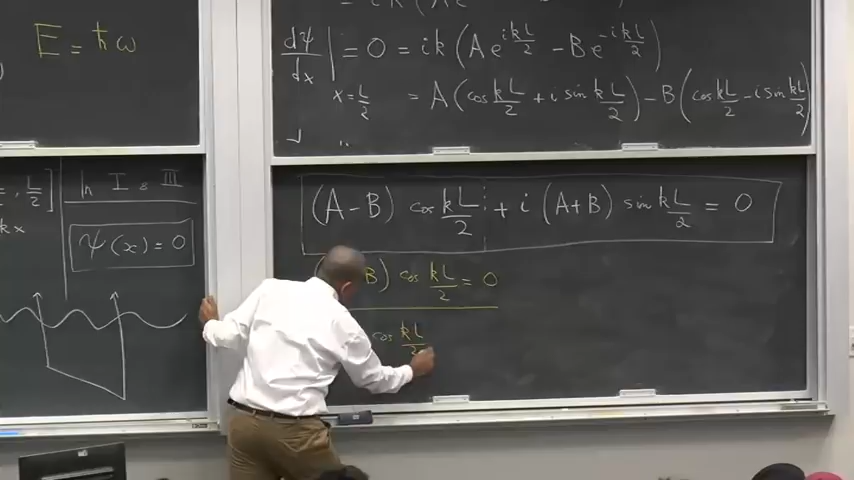 E = ħω
dψ/dx | x = L/2 = 0 = ik (A e^{ikL/2} - B e^{-ikL/2})
= A (cos kL/2 + i sin kL/2) - B (cos kL/2 - i sin kL/2)
, L/2]
In I & III
ψ(x) = 0
(A-B) cos kL/2 + i (A+B) sin kL/2 = 0
B) cos kL/2 = 0
cos kL/2